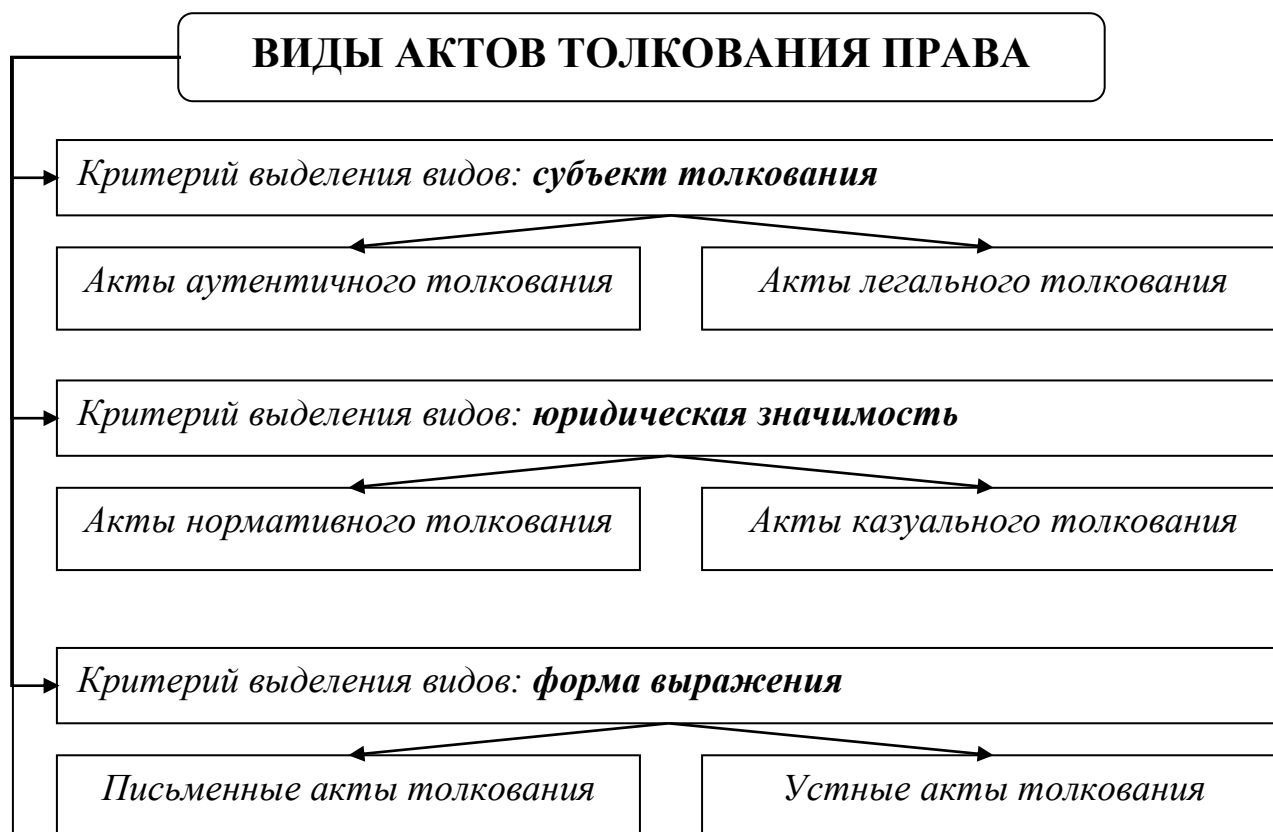 ВИДЫ АКТОВ ТОЛКОВАНИЯ ПРАВА
Критерий выделения видов: субъект толкования
Акты аутентичного толкования
Акты легального толкования
Критерий выделения видов: юридическая значимость
Акты нормативного толкования
Акты казуального толкования
Критерий выделения видов: форма выражения
Письменные акты толкования
Устные акты толкования